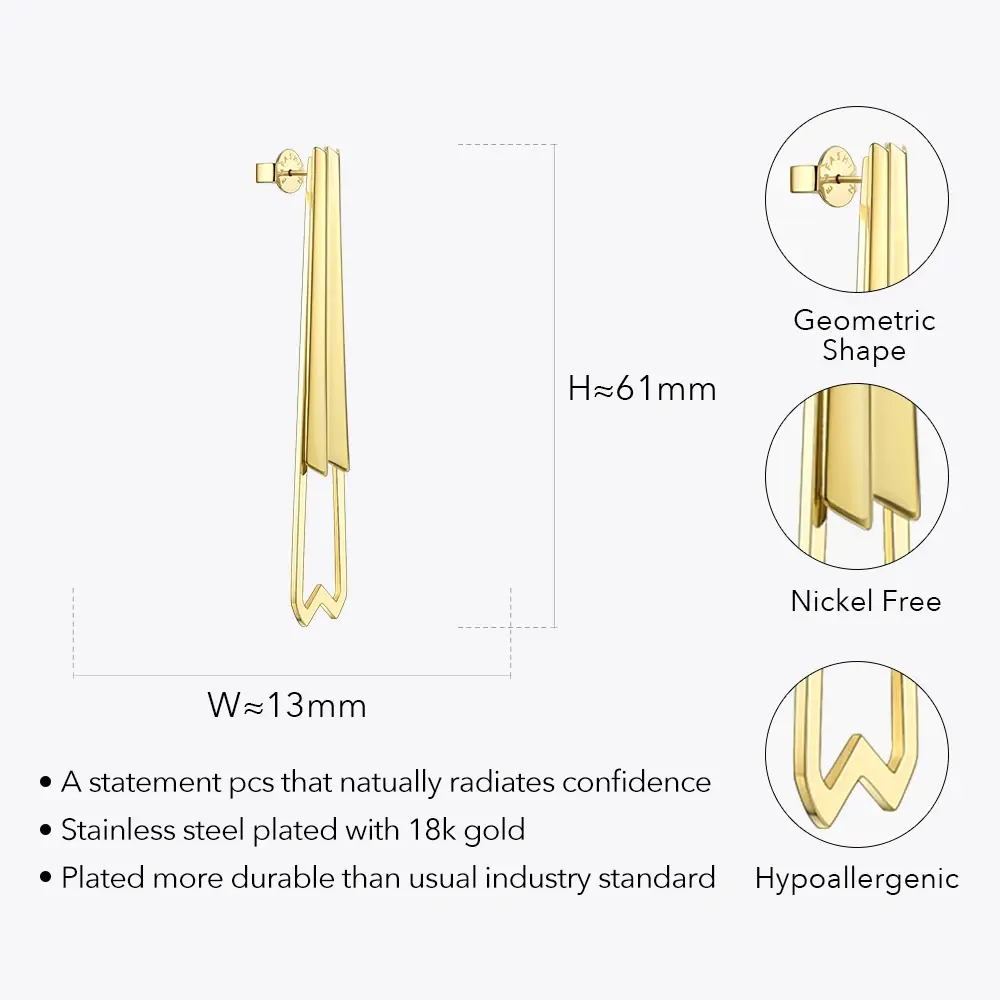 Geometric
Shape
H≈61mm
Nickel Free
W≈13mm
• A statement pcs that natually radiates confidence
• Stainless steel plated with 18k gold
• Plated more durable than usual industry standard
Hypoallergenic